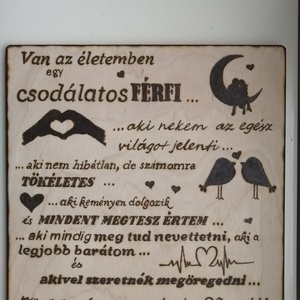 Van az életemben
egy
csodálatos FÉRFI ...
...aki nekem az egész
világot jelenti ...
...aki nem hibátlan, de számomra
TÖKÉLETES ...
...aki keményen dolgozik
és MINDENT MEGTESZ ÉRTEM ...
...aki mindig meg tud nevettetni, aki a
legjobb barátom ...
és
akivel szeretnék megöregedni ...